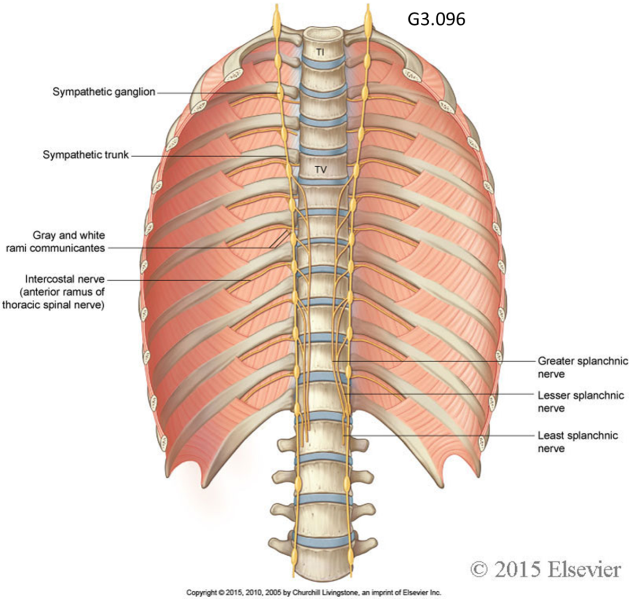 G3.096
TI
Sympathetic ganglion
Sympathetic trunk
TV
Gray and white
rami communicantes
Intercostal nerve
(anterior ramus of
thoracic spinal nerve)
Greater splanchnic
nerve
Lesser splanchnic
nerve
Least splanchnic
nerve
© 2015 Elsevier
Copyright © 2015, 2010, 2005 by Churchill Livingstone, an imprint of Elsevier Inc.